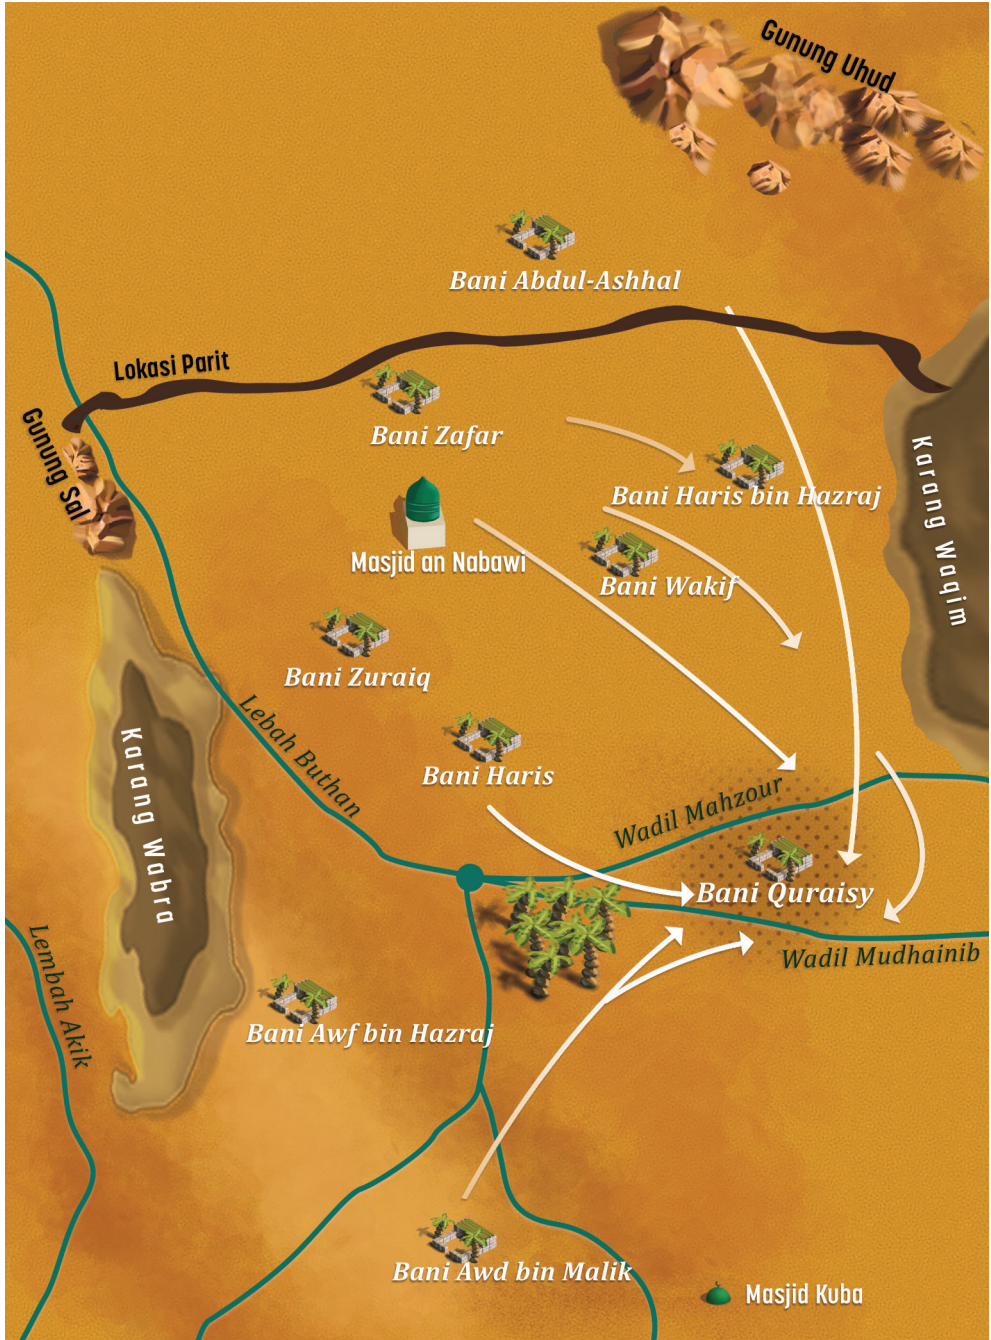 Gunung Uhud
Bani Abdul-Ashhal
Lokasi Parit
Gunung Sal
Bani Zafar
Bani Haris bin Hazraj
Karang Waqim
Masjid an Nabawi
Bani Wakif
Bani Zuraiq
Lebah Buthan
Bani Haris
Karang Wabra
Wadil Mahzour
Bani Quraisy
Wadil Mudhainib
Lembah Akik
Bani Awf bin Hazraj
Bani Awd bin Malik
Masjid Kuba